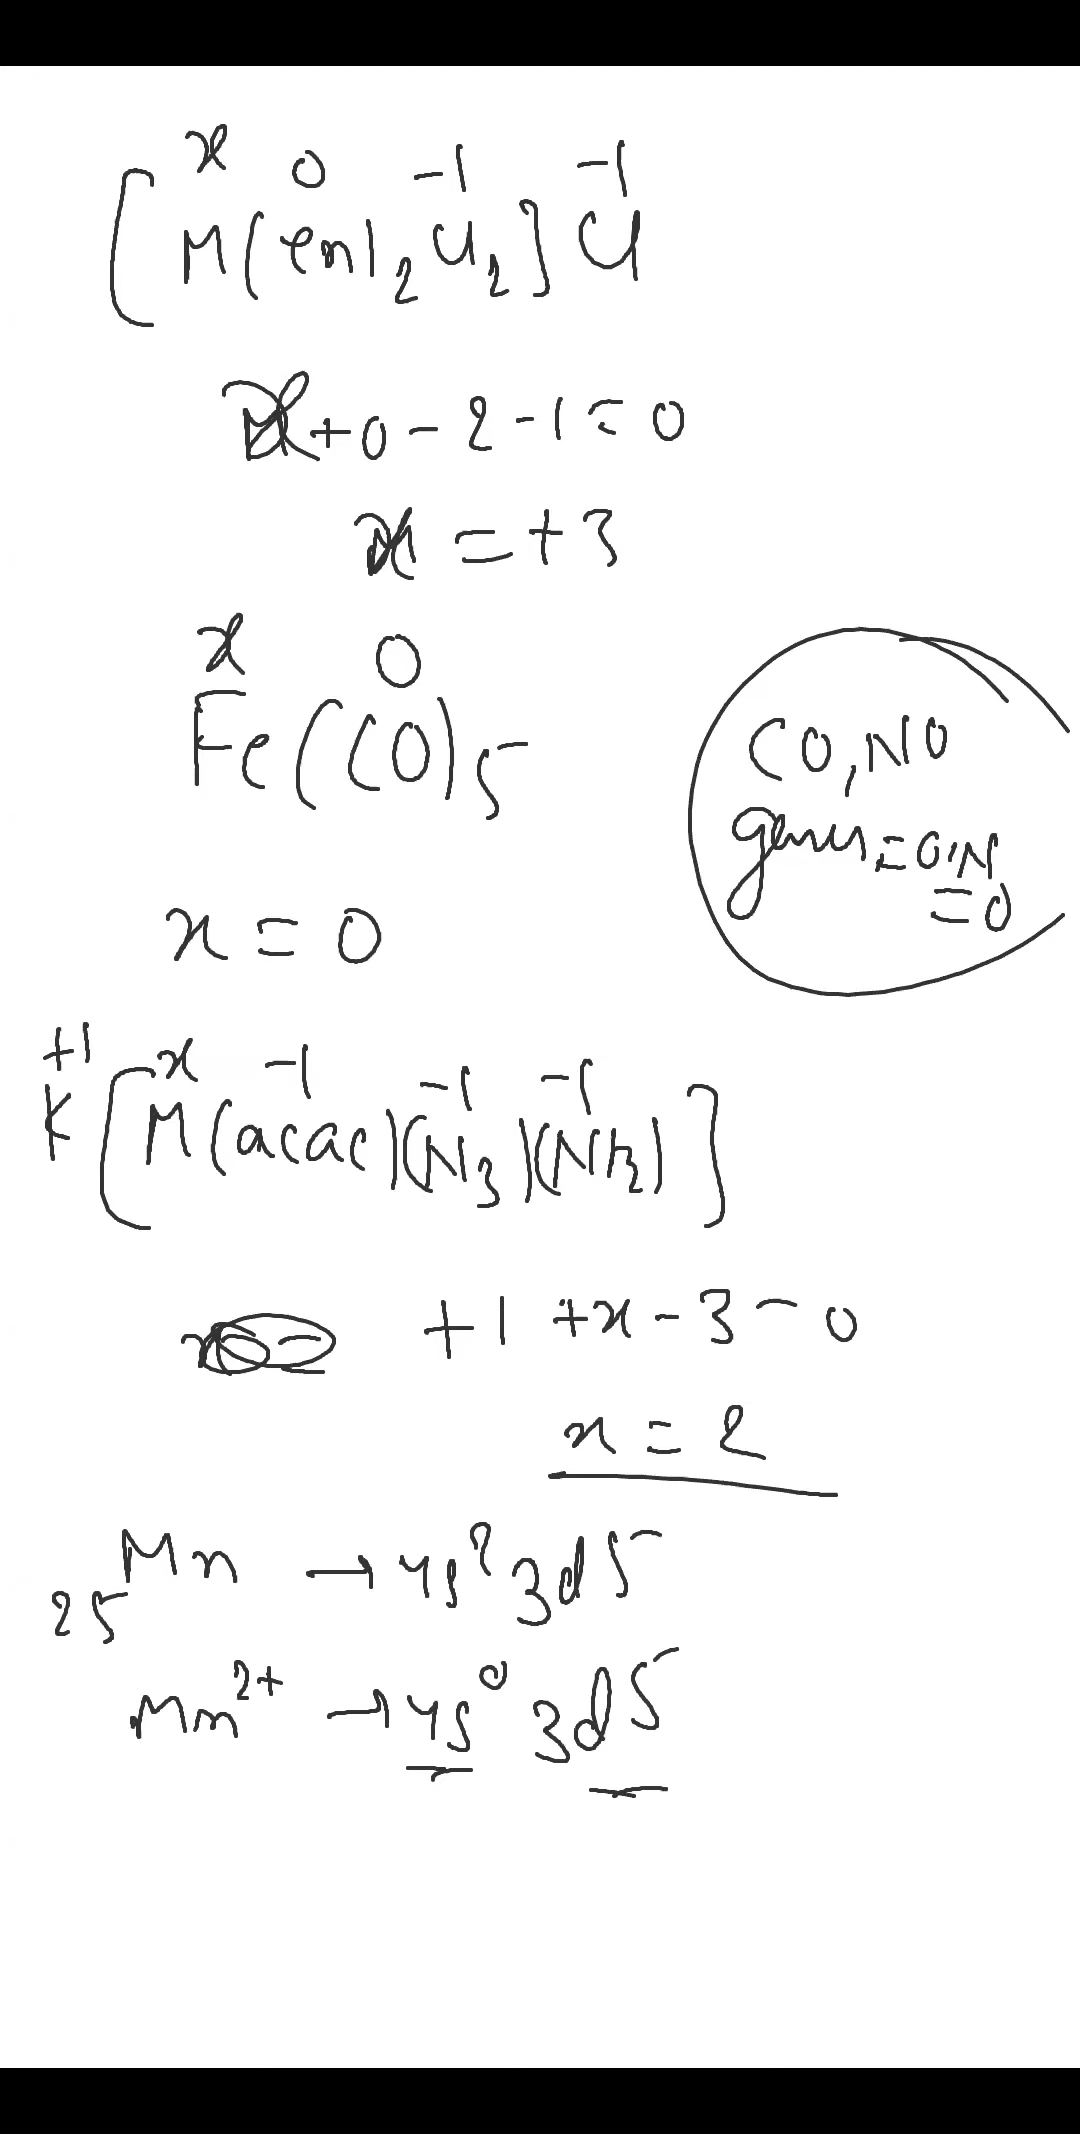 x 0 -1 -1
[M(en)₂Cl₂]Cl
x+0-2-1=0
x=+3
x 0
Fe(CO)₅
CO,NO
=O.N
=0
x=0
+1 x -1 -1 -1
K[M(acac)(N₃)(NH₂)]
+1+x-3=0
x=2
₂₅Mn → 4s² 3d5
Mn²⁺ → 4s⁰ 3d5